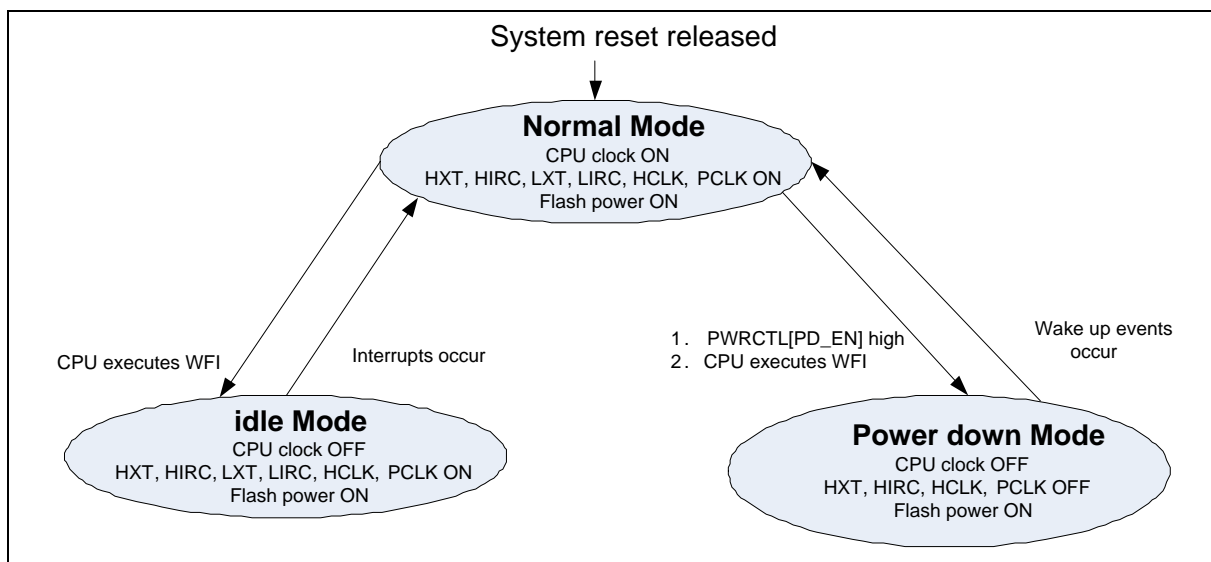 System reset released
Normal Mode
CPU clock ON
HXT, HIRC, LXT, LIRC, HCLK, PCLK ON
Flash power ON
CPU executes WFI
Interrupts occur
1. PWRCTL[PD_EN] high
2. CPU executes WFI
Wake up events
occur
idle Mode
CPU clock OFF
HXT, HIRC, LXT, LIRC, HCLK, PCLK ON
Flash power ON
Power down Mode
CPU clock OFF
HXT, HIRC, HCLK, PCLK OFF
Flash power ON